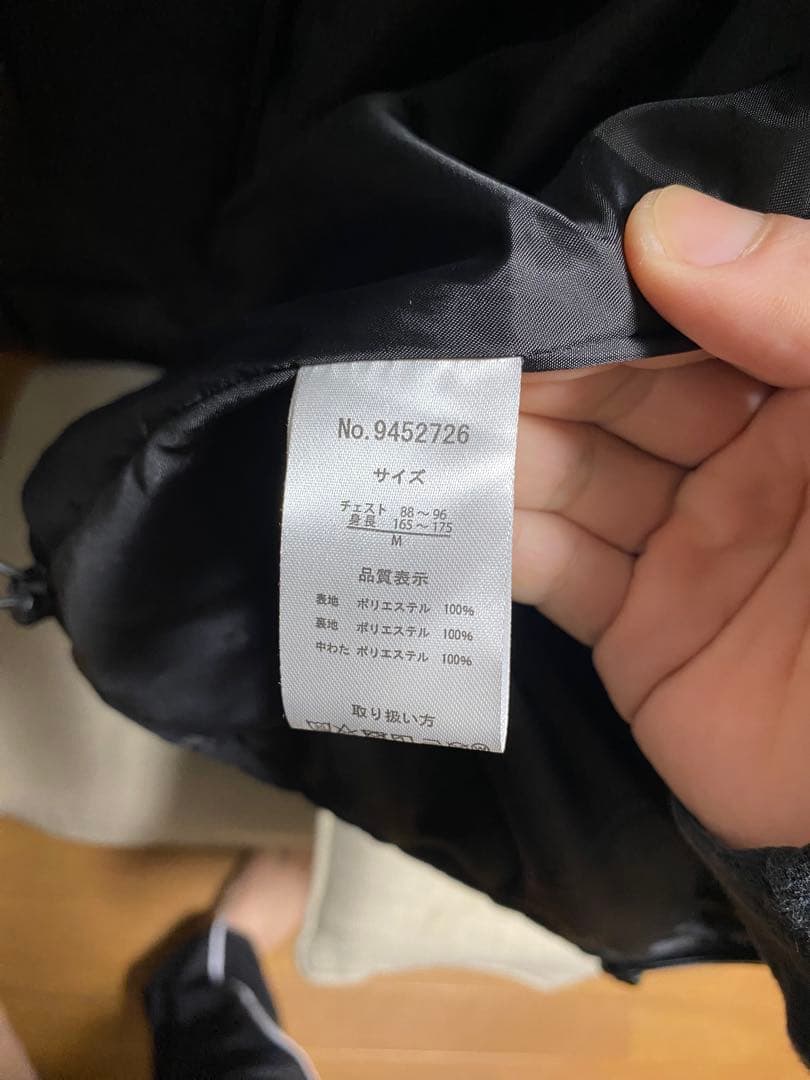 No.9452726
サイズ
チェスト 88～96
身長 165～175
M
品質表示
表地 ポリエステル 100%
裏地 ポリエステル 100%
中わた ポリエステル 100%
取り扱い方